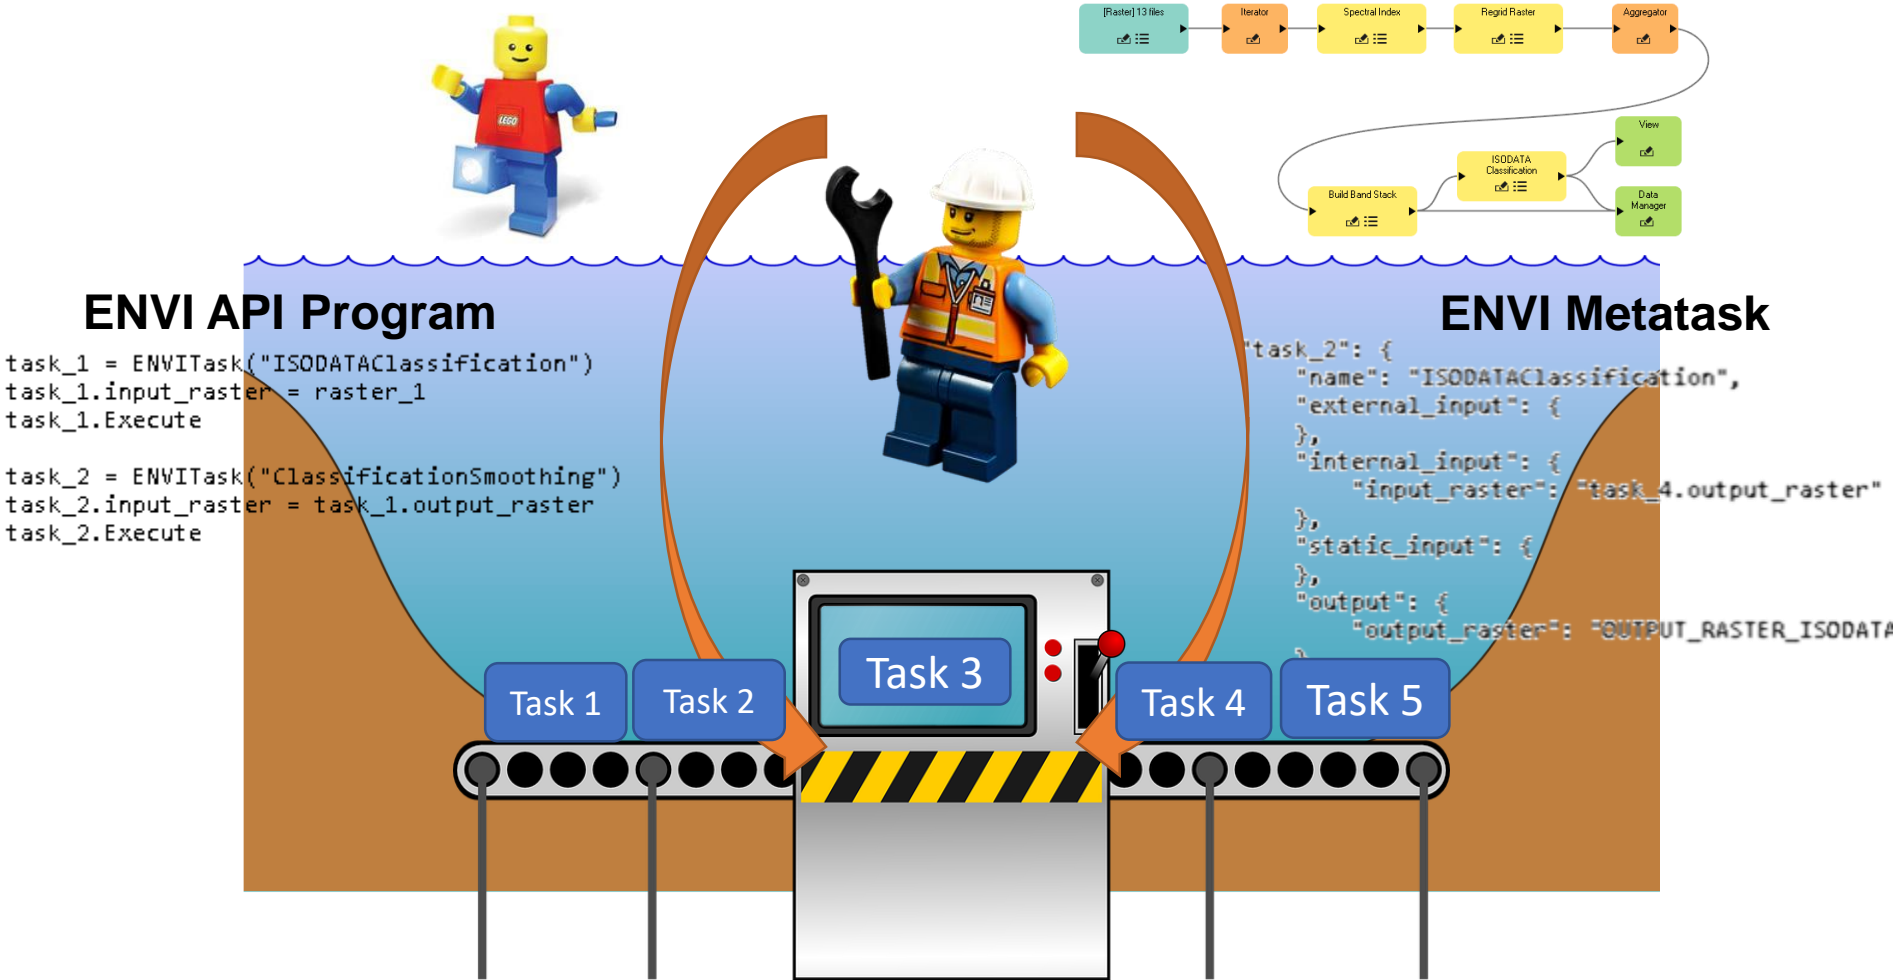 [Raster] 13 files
Iterator
Spectral Index
Regrid Raster
Aggregator
View
ISODATA
Classification
Build Band Stack
Data
Manager
LEGO
ENVI API Program
task_1 = ENVITask("ISODATAClassification")
task_1.input_raster = raster_1
task_1.Execute
task_2 = ENVITask("ClassificationSmoothing")
task_2.input_raster = task_1.output_raster
task_2.Execute
ENVI Metatask
"task_2": {
"name": "ISODATAClassification",
"external_input": {
},
"internal_input": {
"input_raster": "task_4.output_raster"
},
"static_input": {
},
"output": {
"output_raster": "OUTPUT_RASTER_ISODATA
}
Task 1
Task 2
Task 3
Task 4
Task 5